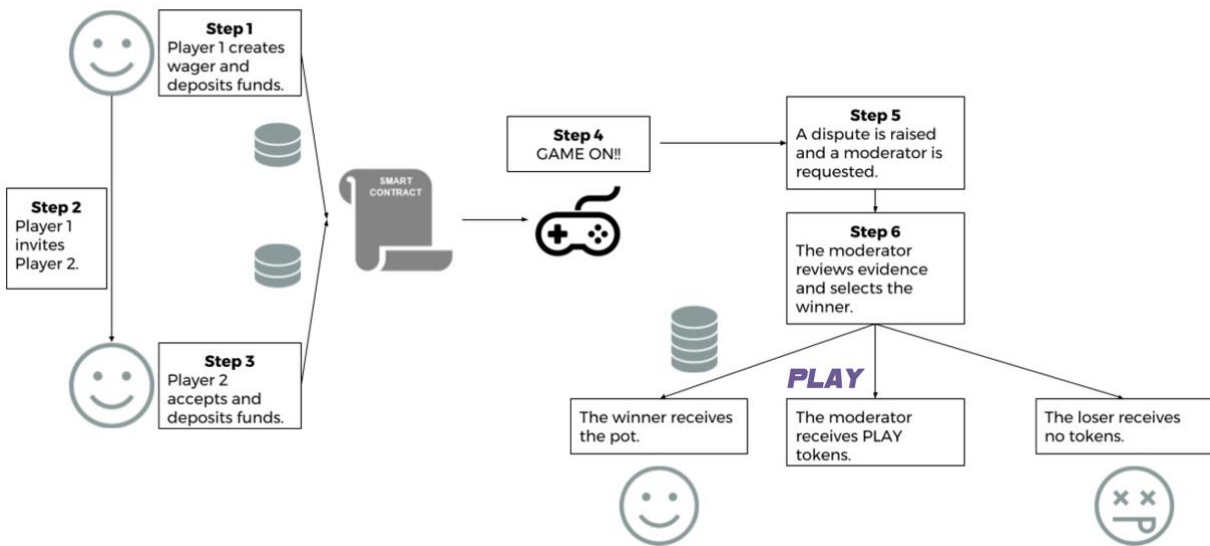 Step 1
Player 1 creates
wager and
deposits funds.
Step 2
Player 1
invites
Player 2.
Step 3
Player 2
accepts and
deposits funds.
SMART
CONTRACT
Step 4
GAME ON!!
Step 5
A dispute is raised
and a moderator is
requested.
Step 6
The moderator
reviews evidence
and selects the
winner.
PLAY
The winner receives
the pot.
The moderator
receives PLAY
tokens.
The loser receives
no tokens.